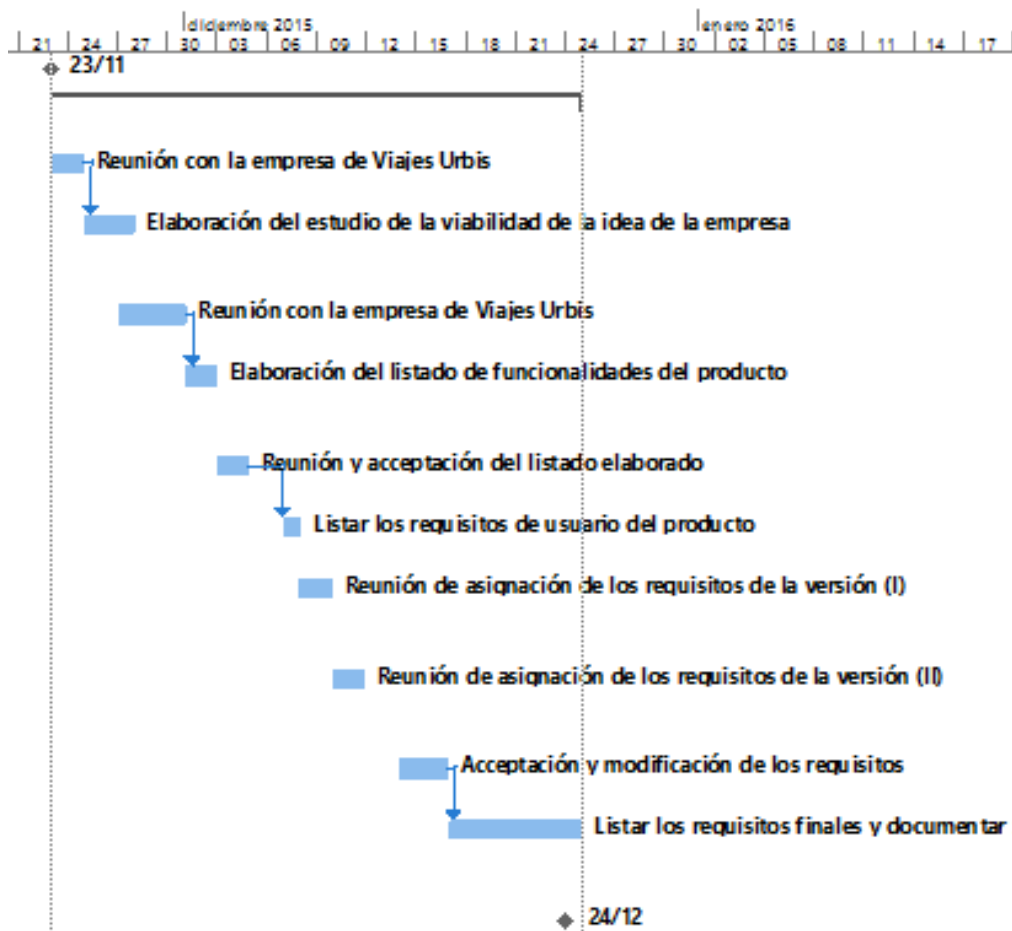 diciembre 2015 enero 2016
21 24 27 30 03 06 09 12 15 18 21 24 27 30 02 05 08 11 14 17
23/11
Reunión con la empresa de Viajes Urbis
Elaboración del estudio de la viabilidad de la idea de la empresa
Reunión con la empresa de Viajes Urbis
Elaboración del listado de funcionalidades del producto
Reunión y acceptación del listado elaborado
Listar los requisitos de usuario del producto
Reunión de asignación de los requisitos de la versión (I)
Reunión de asignación de los requisitos de la versión (II)
Acceptación y modificación de los requisitos
Listar los requisitos finales y documentar
24/12